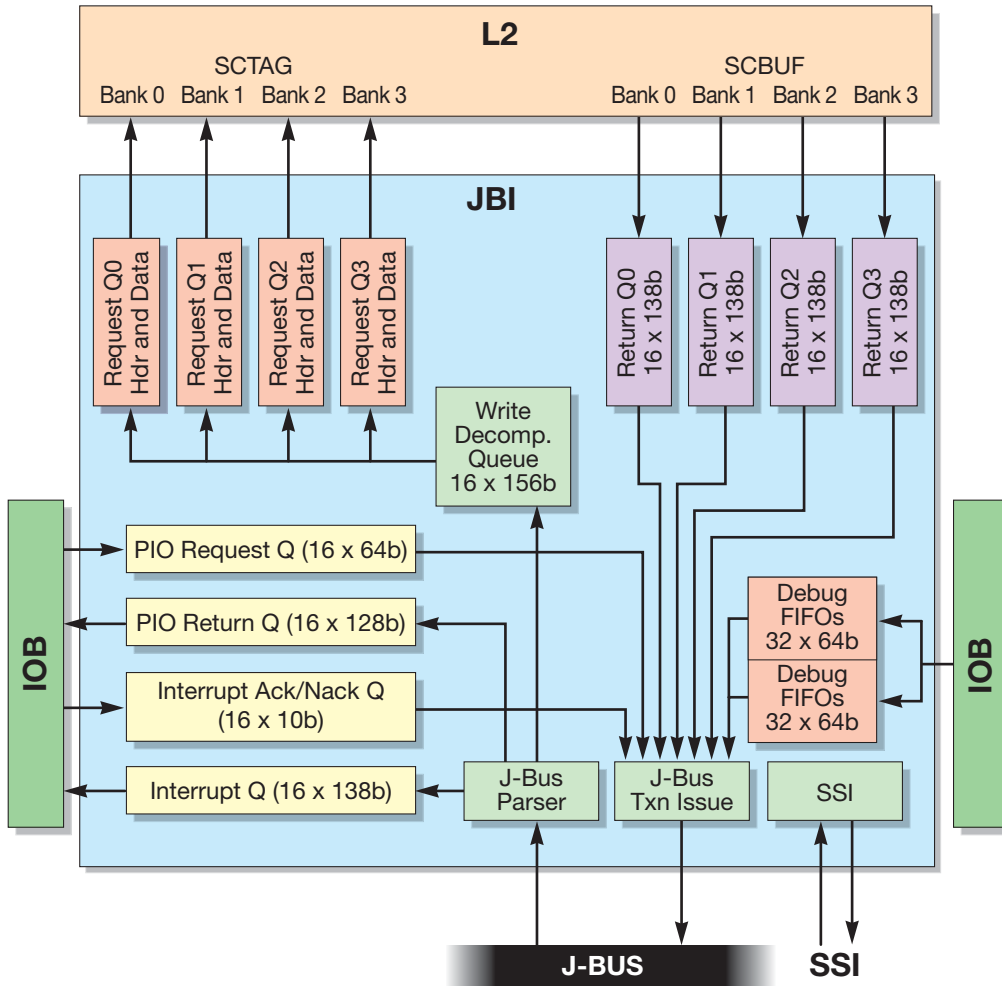 L2
SCTAG
SCBUF
Bank 0 Bank 1 Bank 2 Bank 3
Bank 0 Bank 1 Bank 2 Bank 3
JBI
Request Q0
Hdr and Data
Request Q1
Hdr and Data
Request Q2
Hdr and Data
Request Q3
Hdr and Data
Return Q0
16 x 138b
Return Q1
16 x 138b
Return Q2
16 x 138b
Return Q3
16 x 138b
Write
Decomp.
Queue
16 x 156b
IOB
PIO Request Q (16 x 64b)
PIO Return Q (16 x 128b)
Interrupt Ack/Nack Q
(16 x 10b)
Interrupt Q (16 x 138b)
Debug
FIFOs
32 x 64b
Debug
FIFOs
32 x 64b
IOB
J-Bus
Parser
J-Bus
Txn Issue
SSI
J-BUS
SSI